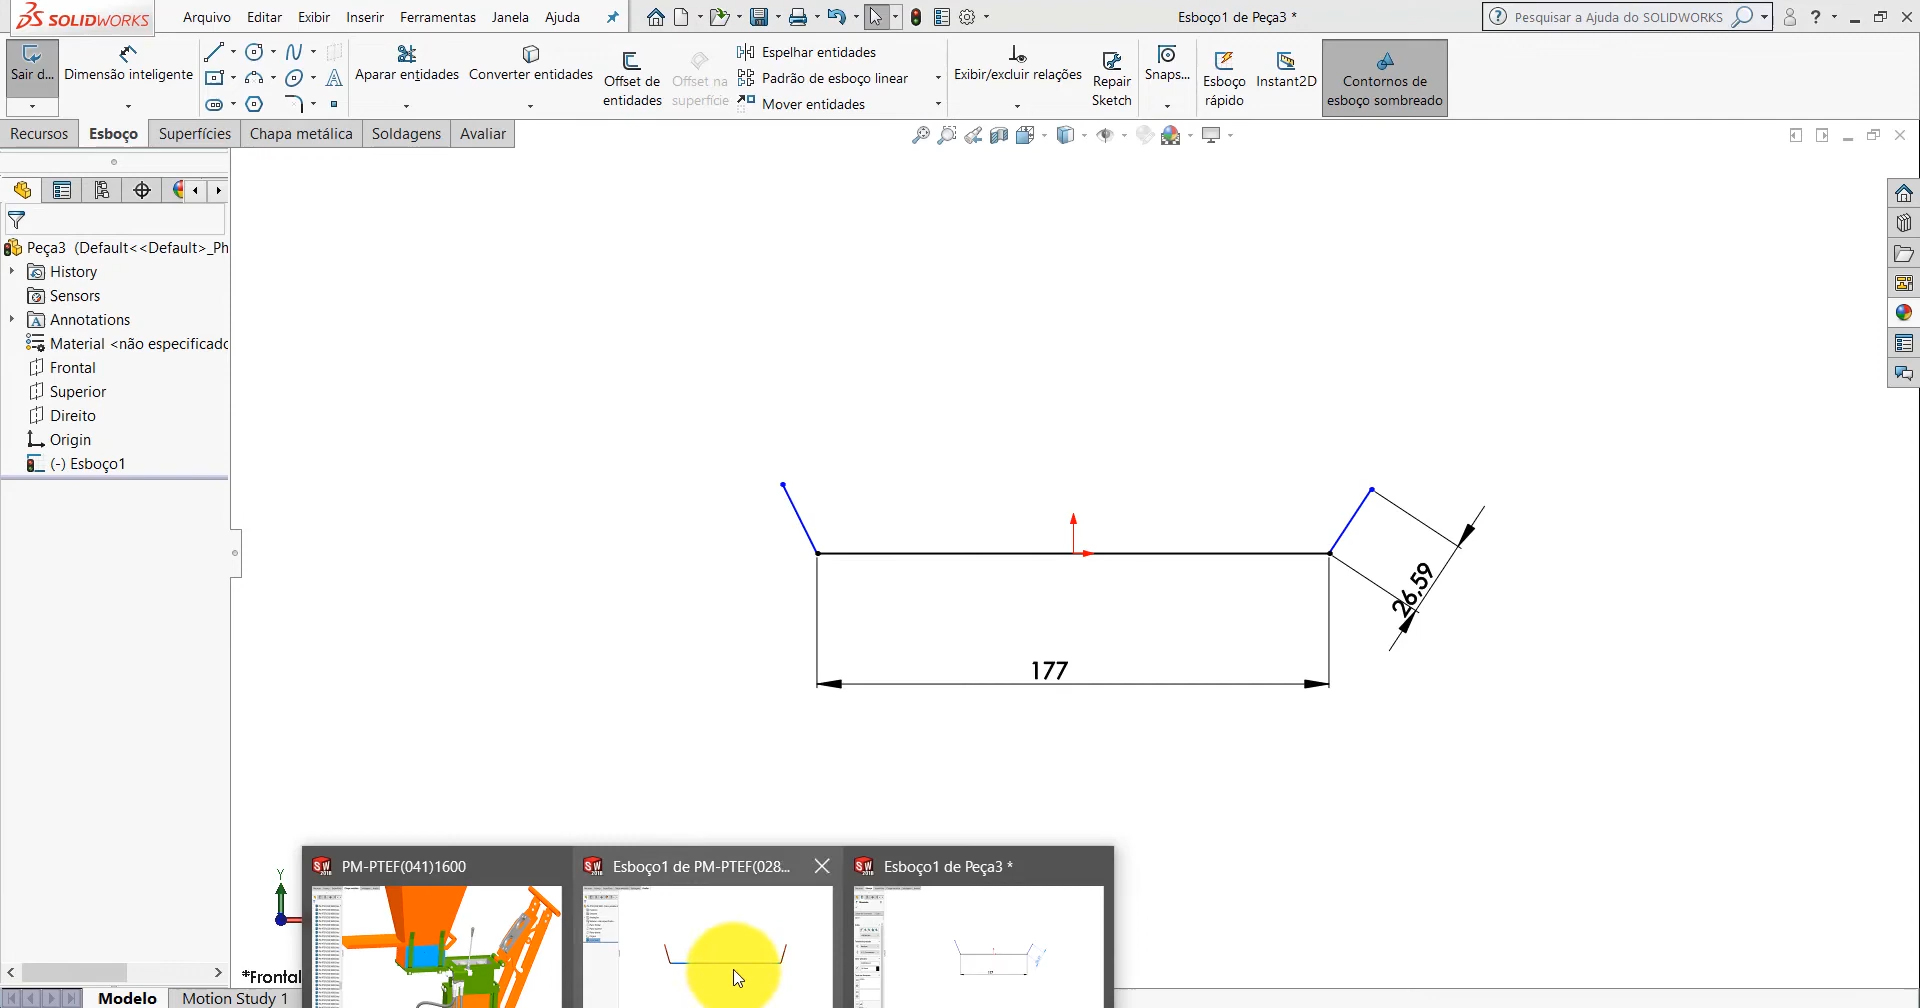 SOLIDWORKS
Arquivo Editar Exibir Inserir Ferramentas Janela Ajuda
Esboço1 de Peça3 *
Pesquisar a Ajuda do SOLIDWORKS
?
Sair d...
Dimensão inteligente
Aparar entidades
Converter entidades
Offset de entidades
Offset na superfície
Espelhar entidades
Padrão de esboço linear
Mover entidades
Exibir/excluir relações
Repair Sketch
Snaps...
Esboço rápido
Instant2D
Contornos de esboço sombreado
Recursos Esboço Superfícies Chapa metálica Soldagens Avaliar
Peça3 (Default<<Default>_Ph
History
Sensors
Annotations
Material <não especificado
Frontal
Superior
Direito
Origin
(-) Esboço1
26,59
177
Y
*Frontal
PM-PTEF(041)1600
Esboço1 de PM-PTEF(028...
Esboço1 de Peça3 *
Modelo Motion Study 1